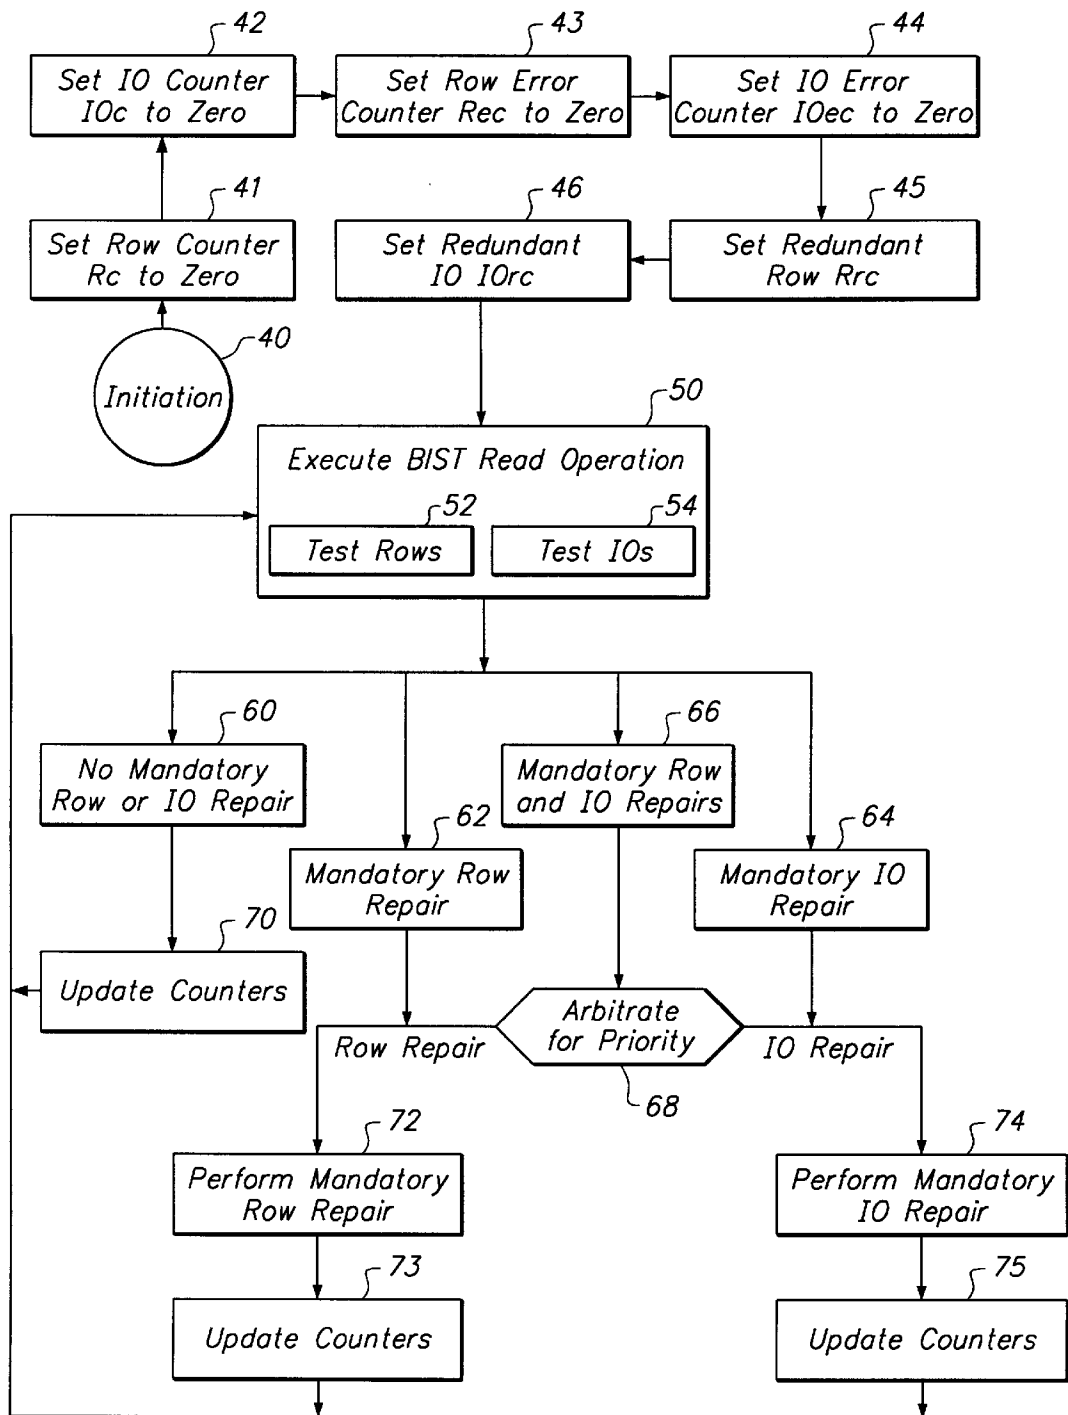 42
43
44
Set IO Counter
IOc to Zero
Set Row Error
Counter Rec to Zero
Set IO Error
Counter IOec to Zero
41
46
45
Set Row Counter
Rc to Zero
Set Redundant
IO IOrc
Set Redundant
Row Rrc
40
Initiation
50
Execute BIST Read Operation
52
54
Test Rows
Test IOs
60
66
No Mandatory
Row or IO Repair
Mandatory Row
and IO Repairs
62
64
Mandatory Row
Repair
Mandatory IO
Repair
70
Update Counters
Arbitrate
for Priority
Row Repair
IO Repair
68
72
74
Perform Mandatory
Row Repair
Perform Mandatory
IO Repair
73
75
Update Counters
Update Counters